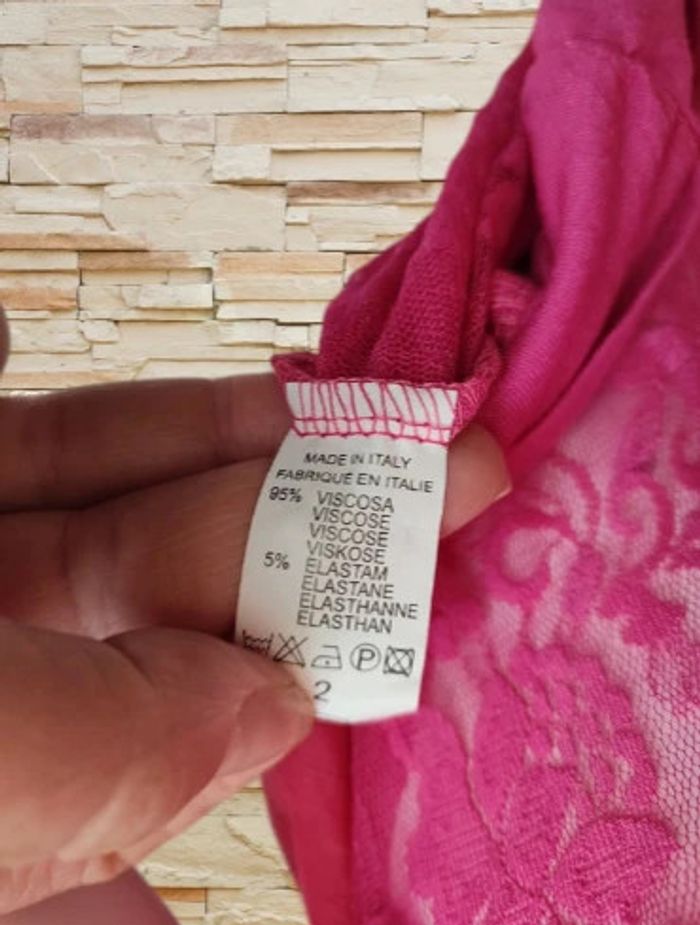 MADE IN ITALY
FABRIQUÉ EN ITALIE
95% VISCOSA
VISCOSE
VISCOSE
VISKOSE
5% ELASTAM
ELASTANE
ELASTHANNE
ELASTHAN
P
2